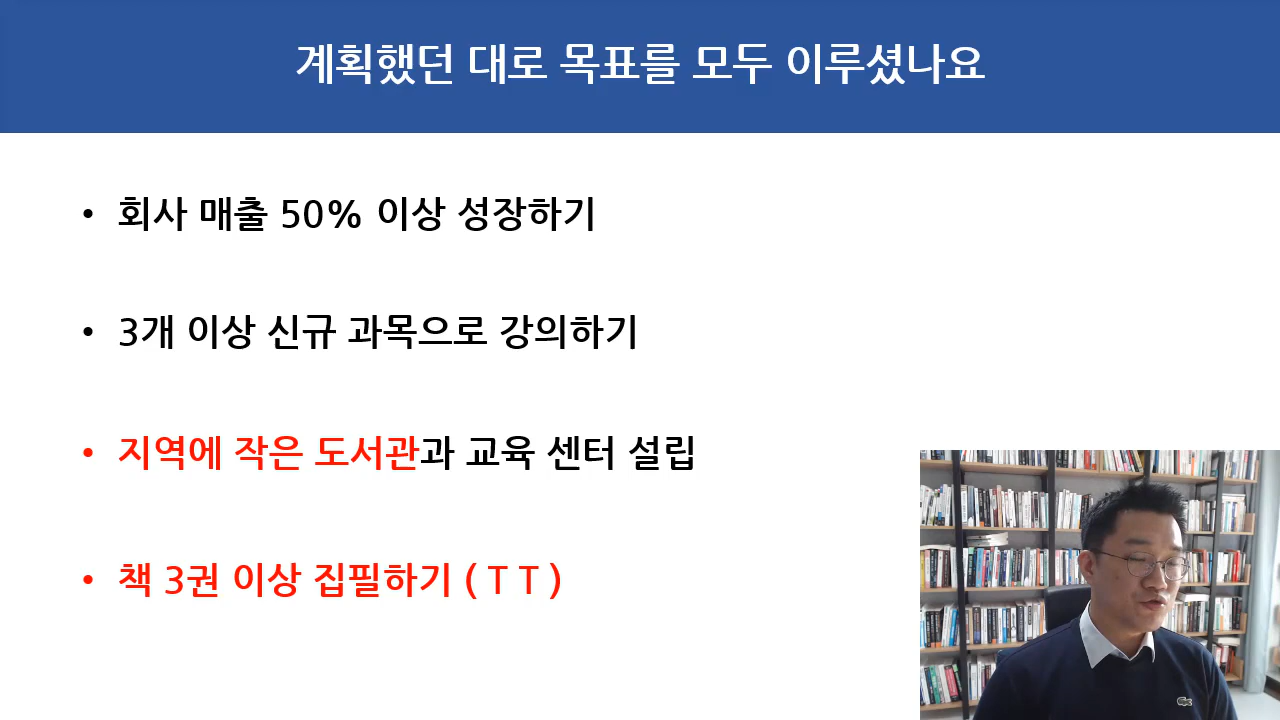 계획했던 대로 목표를 모두 이루셨나요
• 회사 매출 50% 이상 성장하기
• 3개 이상 신규 과목으로 강의하기
• 지역에 작은 도서관과 교육 센터 설립
• 책 3권 이상 집필하기 ( T T )